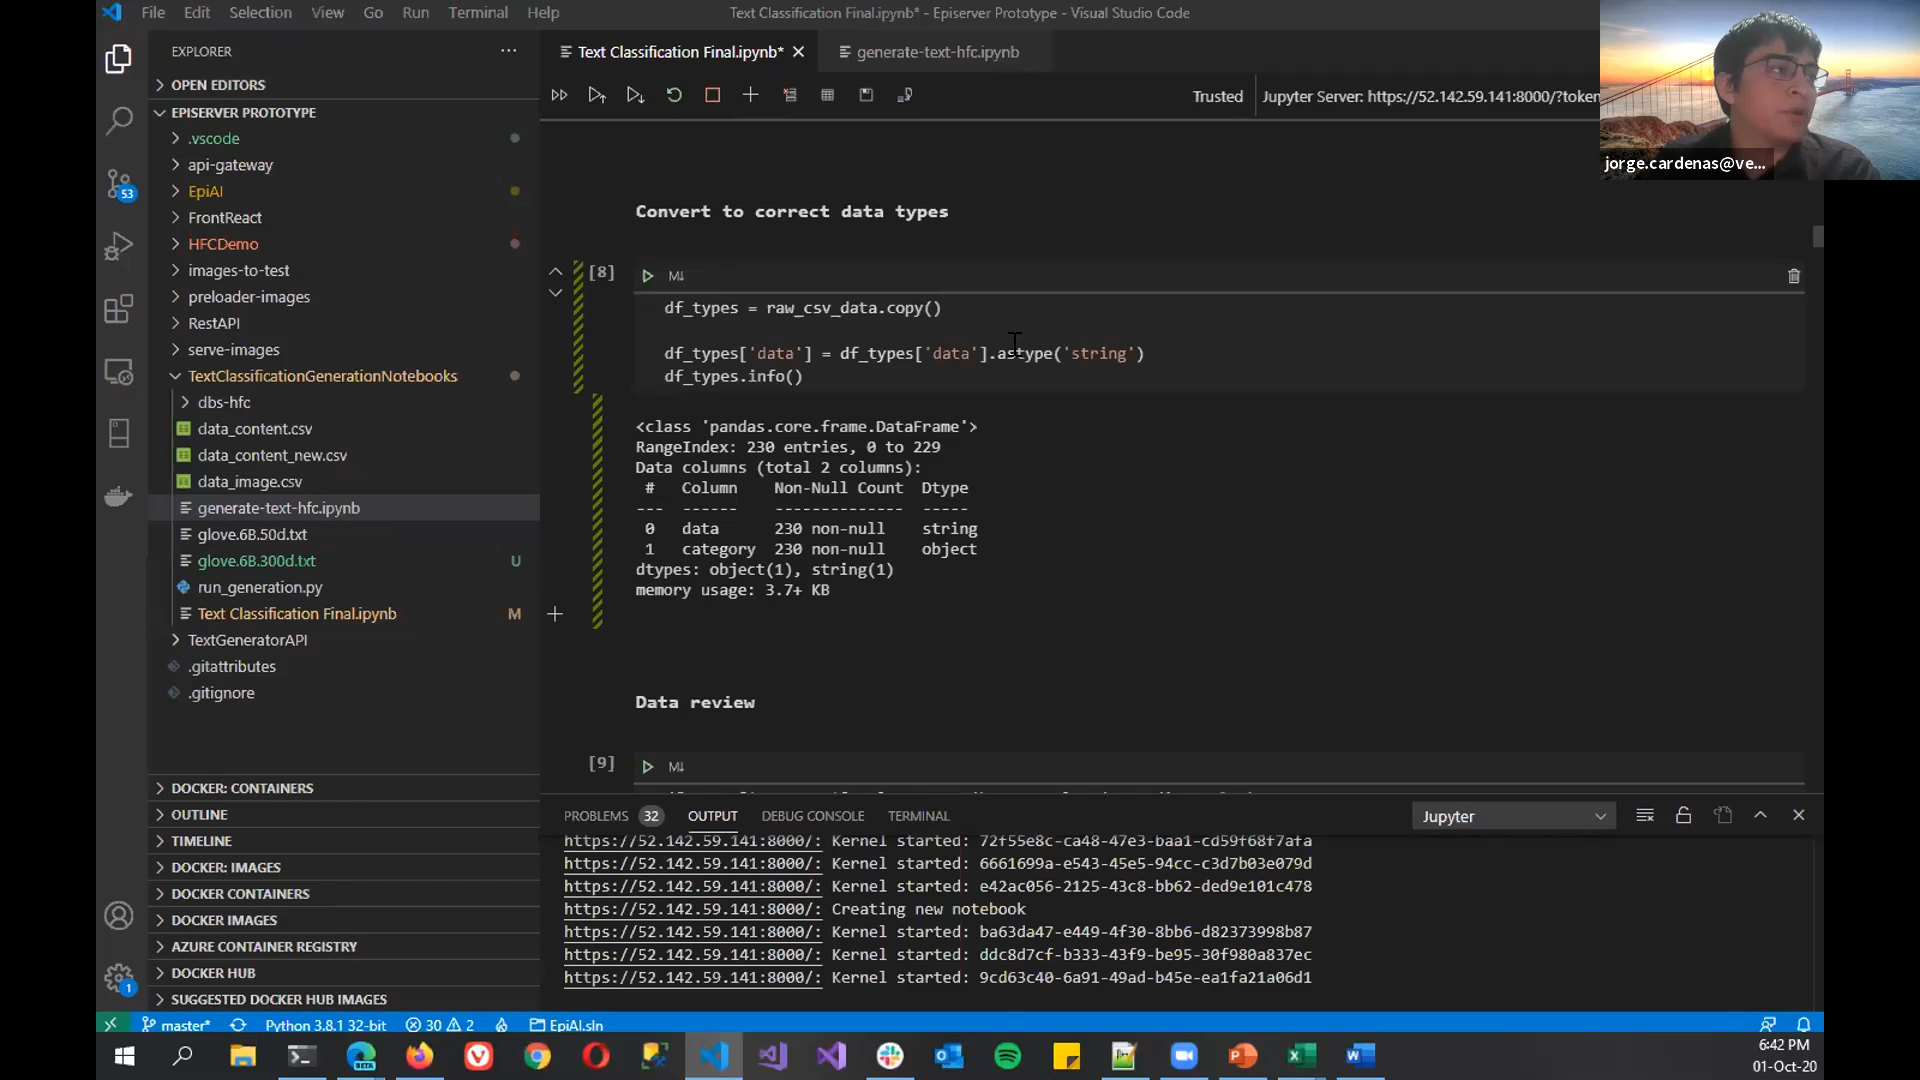 File Edit Selection View Go Run Terminal Help
Text Classification Final.ipynb* - Episerver Prototype - Visual Studio Code
EXPLORER
OPEN EDITORS
EPISERVER PROTOTYPE
.vscode
api-gateway
EpiAI
FrontReact
HFCDemo
images-to-test
preloader-images
RestAPI
serve-images
TextClassificationGenerationNotebooks
dbs-hfc
data_content.csv
data_content_new.csv
data_image.csv
generate-text-hfc.ipynb
glove.6B.50d.txt
glove.6B.300d.txt U
run_generation.py
Text Classification Final.ipynb M
TextGeneratorAPI
.gitattributes
.gitignore
DOCKER: CONTAINERS
OUTLINE
TIMELINE
DOCKER: IMAGES
DOCKER CONTAINERS
DOCKER IMAGES
AZURE CONTAINER REGISTRY
DOCKER HUB
SUGGESTED DOCKER HUB IMAGES
53
1
Text Classification Final.ipynb*
generate-text-hfc.ipynb
Trusted
Jupyter Server: https://52.142.59.141:8000/?token
jorge.cardenas@ve...
Convert to correct data types
[8]
M↓
df_types = raw_csv_data.copy()
df_types['data'] = df_types['data'].astype('string')
df_types.info()
<class 'pandas.core.frame.DataFrame'>
RangeIndex: 230 entries, 0 to 229
Data columns (total 2 columns):
# Column Non-Null Count Dtype
--- ------ -------------- -----
0 data 230 non-null string
1 category 230 non-null object
dtypes: object(1), string(1)
memory usage: 3.7+ KB
Data review
[9]
M↓
PROBLEMS 32 OUTPUT DEBUG CONSOLE TERMINAL
Jupyter
https://52.142.59.141:8000/: Kernel started: 72f55e8c-ca48-47e3-baa1-cd59f68f7afa
https://52.142.59.141:8000/: Kernel started: 6661699a-e543-45e5-94cc-c3d7b03e079d
https://52.142.59.141:8000/: Kernel started: e42ac056-2125-43c8-bb62-ded9e101c478
https://52.142.59.141:8000/: Creating new notebook
https://52.142.59.141:8000/: Kernel started: ba63da47-e449-4f30-8bb6-d82373998b87
https://52.142.59.141:8000/: Kernel started: ddc8d7cf-b333-43f9-be95-30f980a837ec
https://52.142.59.141:8000/: Kernel started: 9cd63c40-6a91-49ad-b45e-ea1fa21a06d1
master* Python 3.8.1 32-bit 30 2 EpiAI.sln
BETA
6:42 PM
01-Oct-20